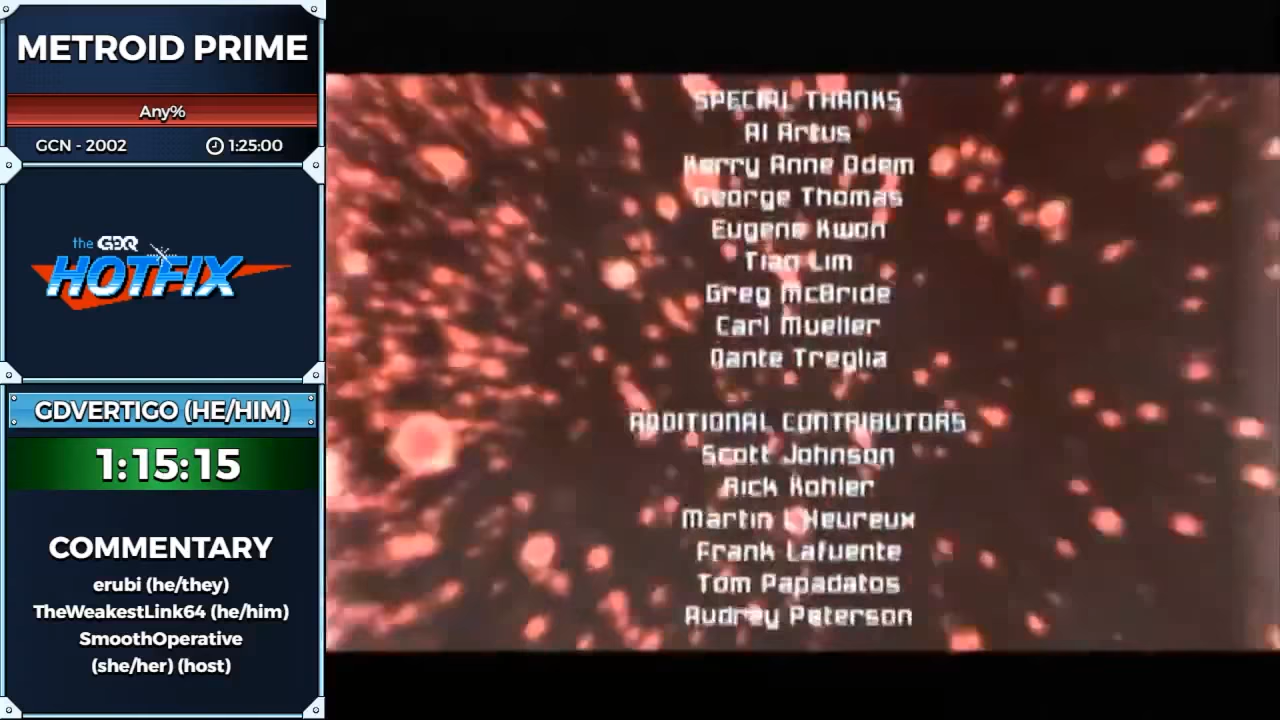 METROID PRIME
Any%
GCN - 2002
1:25:00
the GDQ
HOTFIX
GDVERTIGO (HE/HIM)
1:15:15
COMMENTARY
erubi (he/they)
TheWeakestLink64 (he/him)
SmoothOperative
(she/her) (host)
SPECIAL THANKS
Al Artus
Kerry Anne Odem
George Thomas
Eugene Kwon
Tian Lim
Greg McBride
Carl Mueller
Dante Treglia
ADDITIONAL CONTRIBUTORS
Scott Johnson
Rick Kohler
Martin L'Heureux
Frank Lafuente
Tom Papadatos
Audrey Peterson